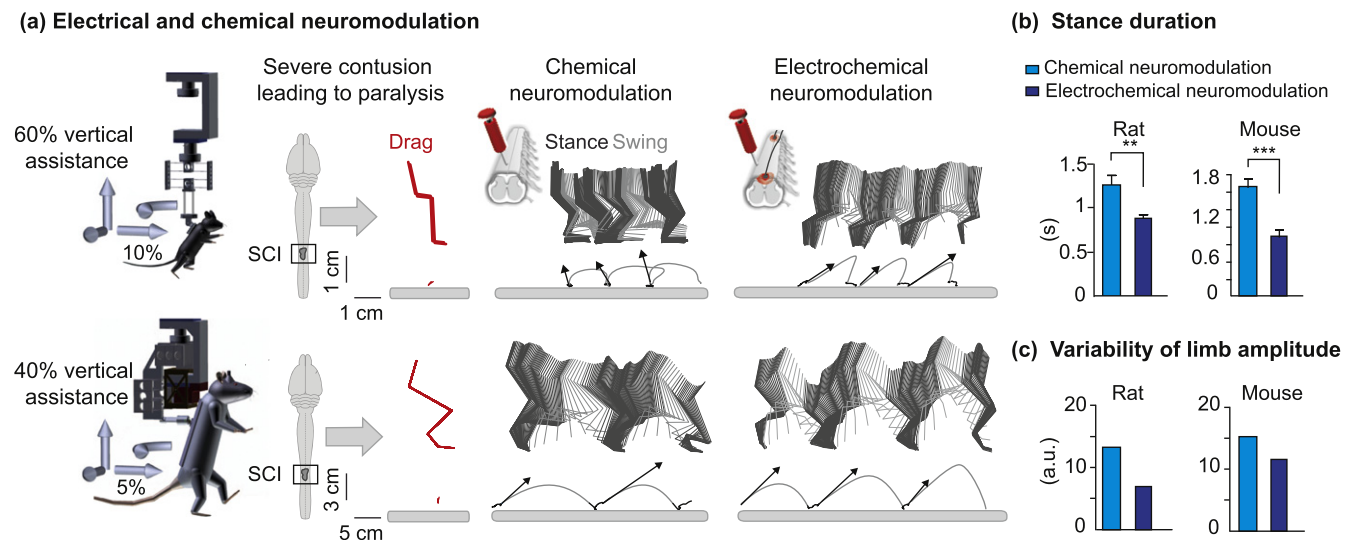 (a) Electrical and chemical neuromodulation
Severe contusion
leading to paralysis
Chemical
neuromodulation
Electrochemical
neuromodulation
60% vertical
assistance
10%
SCI
1 cm
1 cm
Drag
Stance Swing
40% vertical
assistance
5%
SCI
3 cm
5 cm
(b) Stance duration
Chemical neuromodulation
Electrochemical neuromodulation
Rat
**
1.5
1
0.5
0
(s)
Mouse
***
1.8
1.2
0.6
0
(c) Variability of limb amplitude
Rat
20
10
0
(a.u.)
Mouse
20
10
0